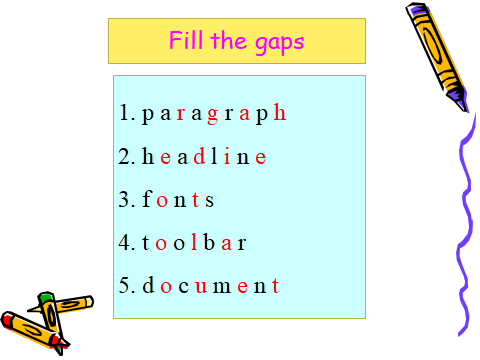 Fill the gaps
1. p a r a g r a p h
2. h e a d l i n e
3. f o n t s
4. t o o l b a r
5. d o c u m e n t